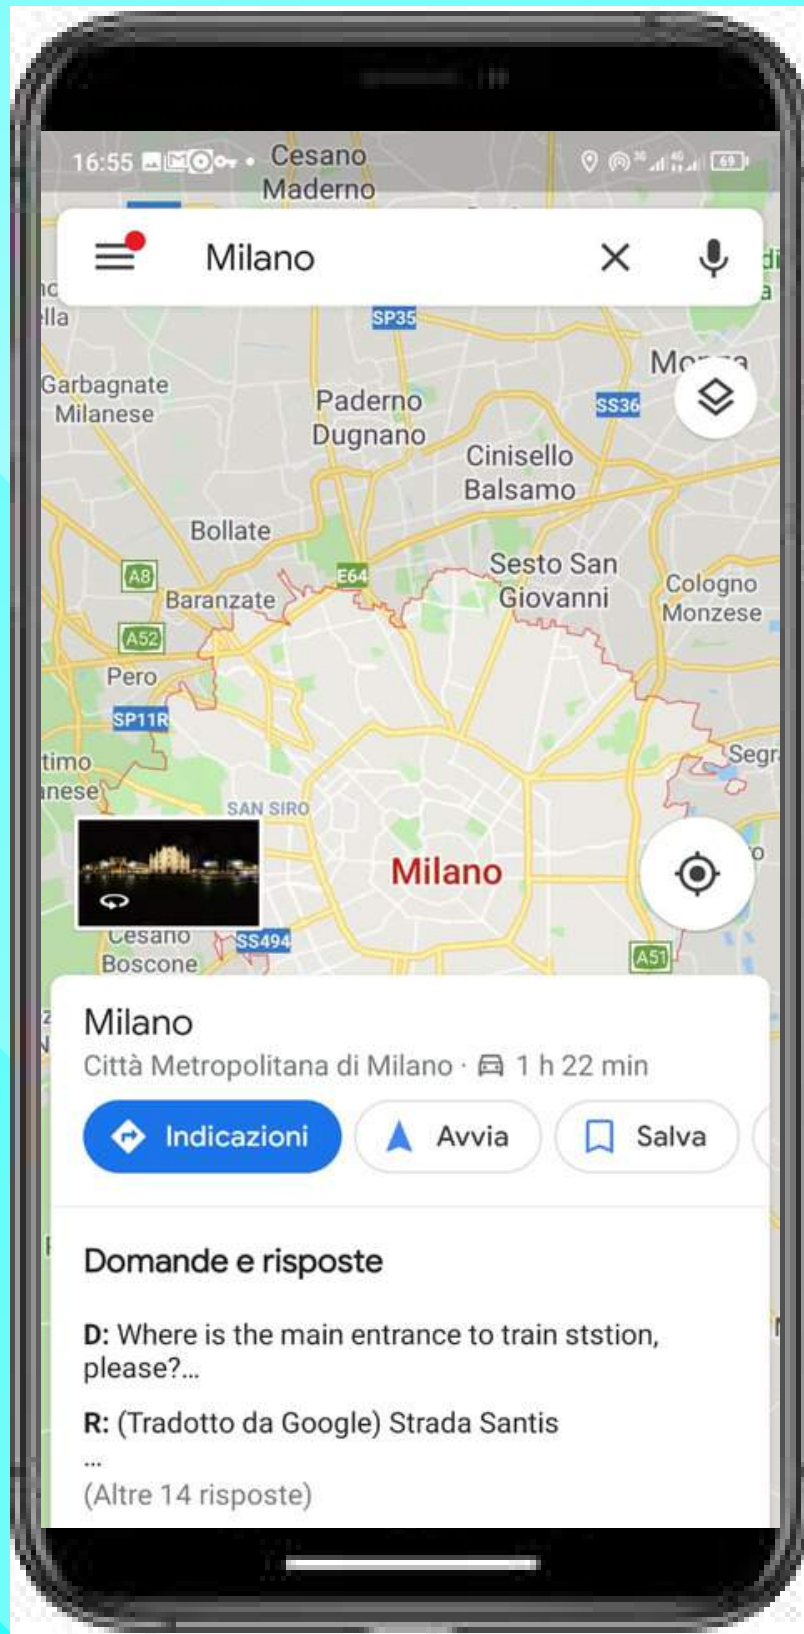 16:55
3G
4G
69
Cesano
Maderno
Milano
SP35
Garbagnate
Milanese
SS36
Paderno
Dugnano
Cinisello
Balsamo
Bollate
A8
E64
Sesto San
Giovanni
Baranzate
Cologno
Monzese
A52
Pero
SP11R
SAN SIRO
Milano
Cesano
Boscone
SS494
A51
Milano
Città Metropolitana di Milano · 1 h 22 min
Indicazioni
Avvia
Salva
Domande e risposte
D: Where is the main entrance to train ststion,
please?...
R: (Tradotto da Google) Strada Santis
...
(Altre 14 risposte)